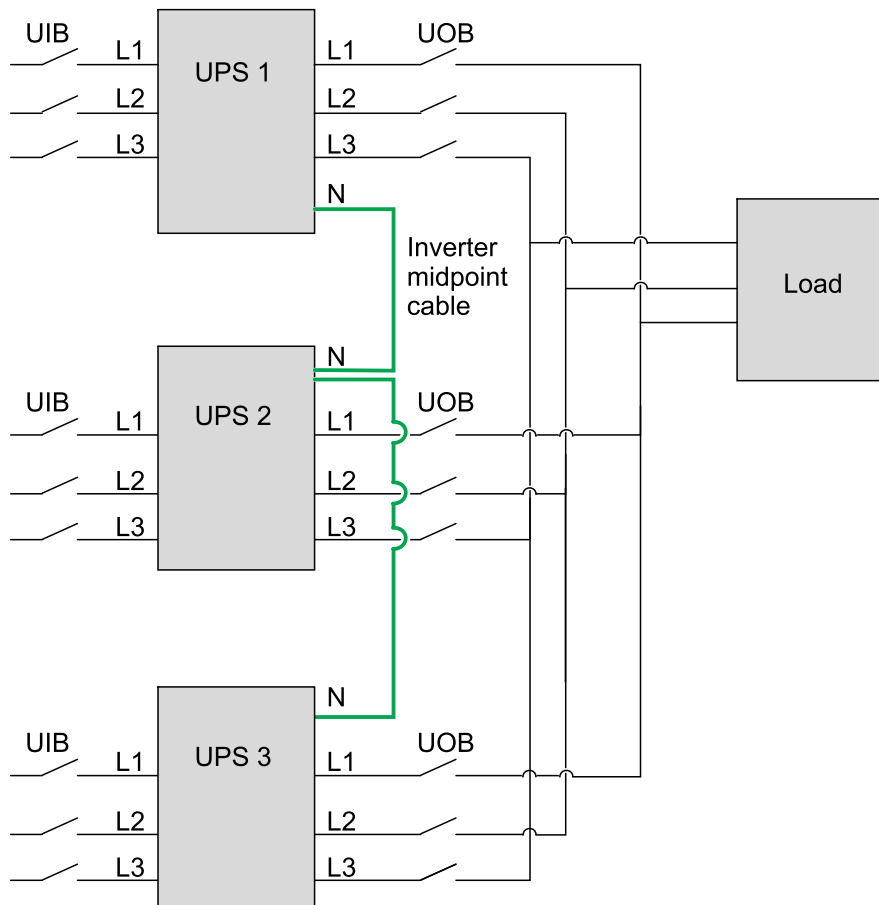 UIB
L1
UPS 1
L1
UOB
L2
L2
L3
L3
N
Inverter
midpoint
cable
Load
N
UIB
L1
UPS 2
L1
UOB
L2
L2
L3
L3
N
UIB
L1
UPS 3
L1
UOB
L2
L2
L3
L3